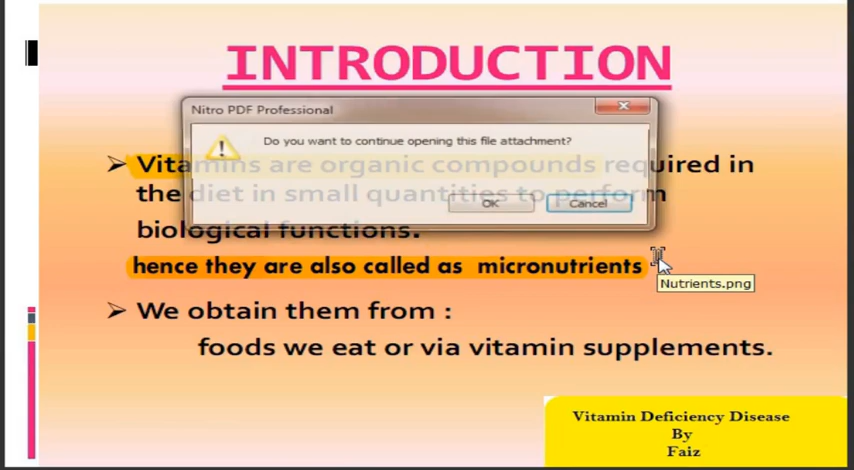 INTRODUCTION
Nitro PDF Professional
Do you want to continue opening this file attachment?
➢ Vitamins are organic compounds required in
the diet in small quantities to perform
OK Cancel
biological functions.
hence they are also called as micronutrients
Nutrients.png
➢ We obtain them from :
foods we eat or via vitamin supplements.
Vitamin Deficiency Disease
By
Faiz